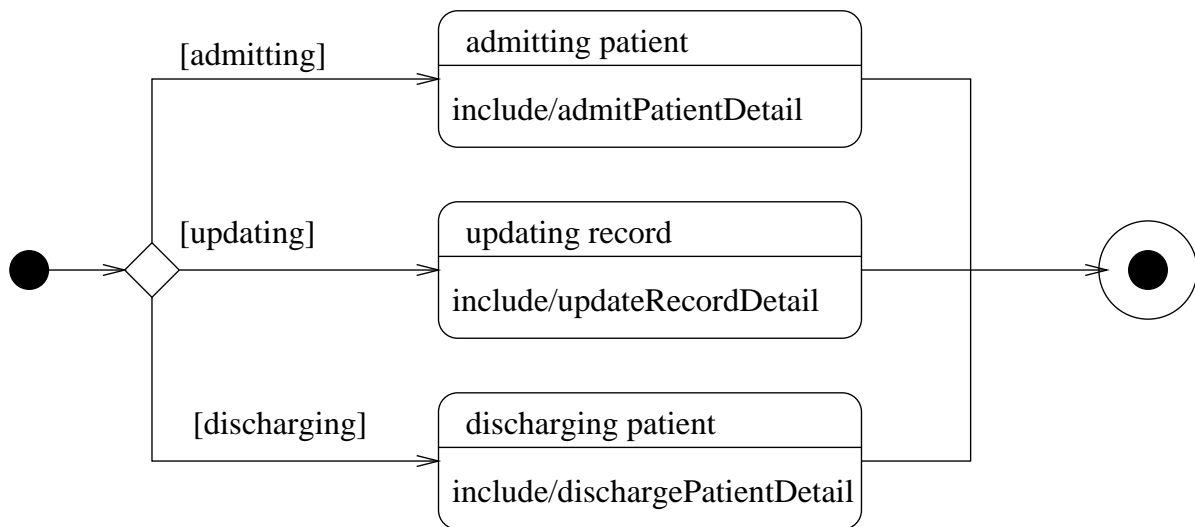 [admitting]
admitting patient
include/admitPatientDetail
[updating]
updating record
include/updateRecordDetail
[discharging]
discharging patient
include/dischargePatientDetail